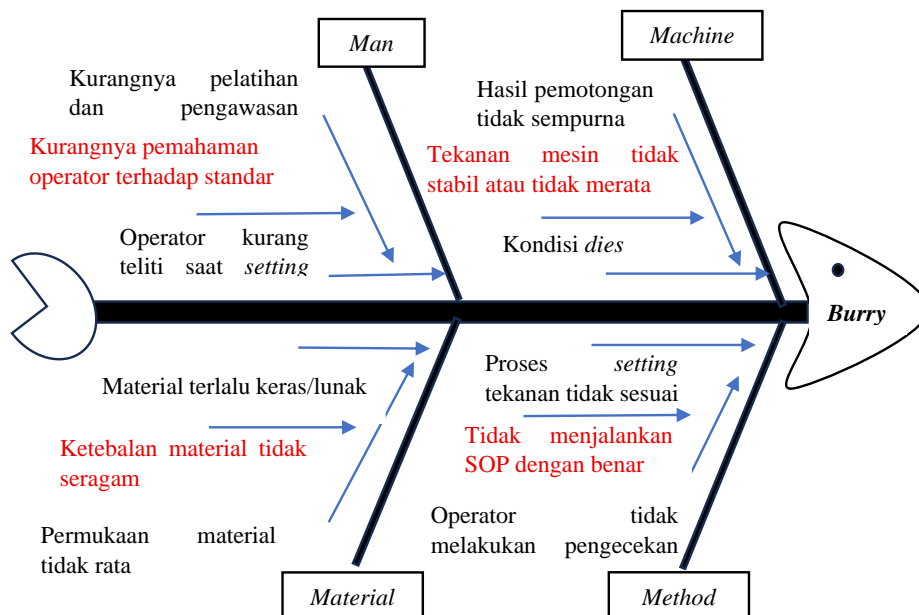 Man
Machine
Kurangnya pelatihan
dan pengawasan
Kurangnya pemahaman
operator terhadap standar
Operator kurang
teliti saat setting
Hasil pemotongan
tidak sempurna
Tekanan mesin tidak
stabil atau tidak merata
Kondisi dies
Burry
Material terlalu keras/lunak
Ketebalan material tidak
seragam
Permukaan material
tidak rata
Proses setting
tekanan tidak sesuai
Tidak menjalankan
SOP dengan benar
Operator tidak
melakukan pengecekan
Material
Method